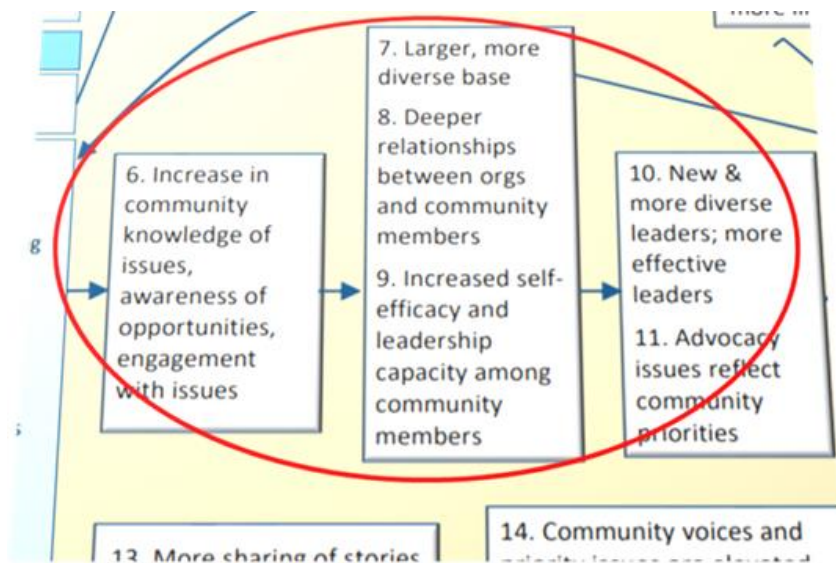 6. Increase in
community
knowledge of
issues,
awareness of
opportunities,
engagement
with issues
7. Larger, more
diverse base
8. Deeper
relationships
between orgs
and community
members
9. Increased self-
efficacy and
leadership
capacity among
community
members
10. New &
more diverse
leaders; more
effective
leaders
11. Advocacy
issues reflect
community
priorities
g
s
13. More sharing of stories
14. Community voices and